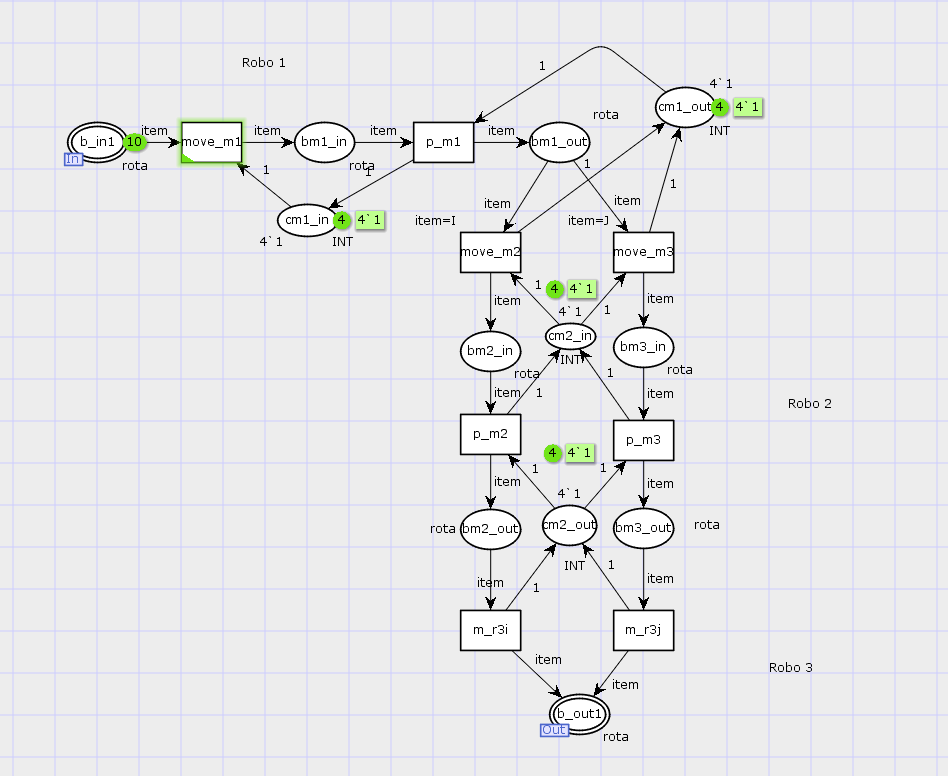 Robo 1
1
4`1
cm1_out
4
4`1
INT
rota
item
item
item
item
b_in1
10
move_m1
bm1_in
p_m1
bm1_out
In
rota
rota
1
1
1
1
cm1_in
4
4`1
4`1
INT
item
item
item=I
item=J
move_m2
move_m3
1
4
4`1
item
4`1
1
item
cm2_in
bm2_in
INT
bm3_in
rota
1
rota
item
1
item
Robo 2
p_m2
p_m3
4
4`1
1
1
item
item
4`1
rota
bm2_out
cm2_out
bm3_out
rota
INT
1
item
item
1
m_r3i
m_r3j
item
Robo 3
item
b_out1
Out
rota